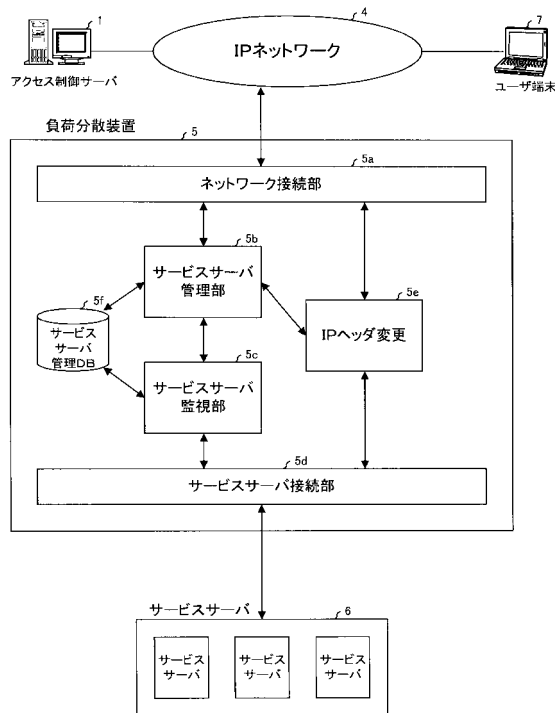 1
アクセス制御サーバ
4
IPネットワーク
7
ユーザ端末
負荷分散装置
5
5a
ネットワーク接続部
5b
サービスサーバ
管理部
5f
サービス
サーバ
管理DB
5e
IPヘッダ変更
5c
サービスサーバ
監視部
5d
サービスサーバ接続部
サービスサーバ
6
サービス
サーバ
サービス
サーバ
サービス
サーバ